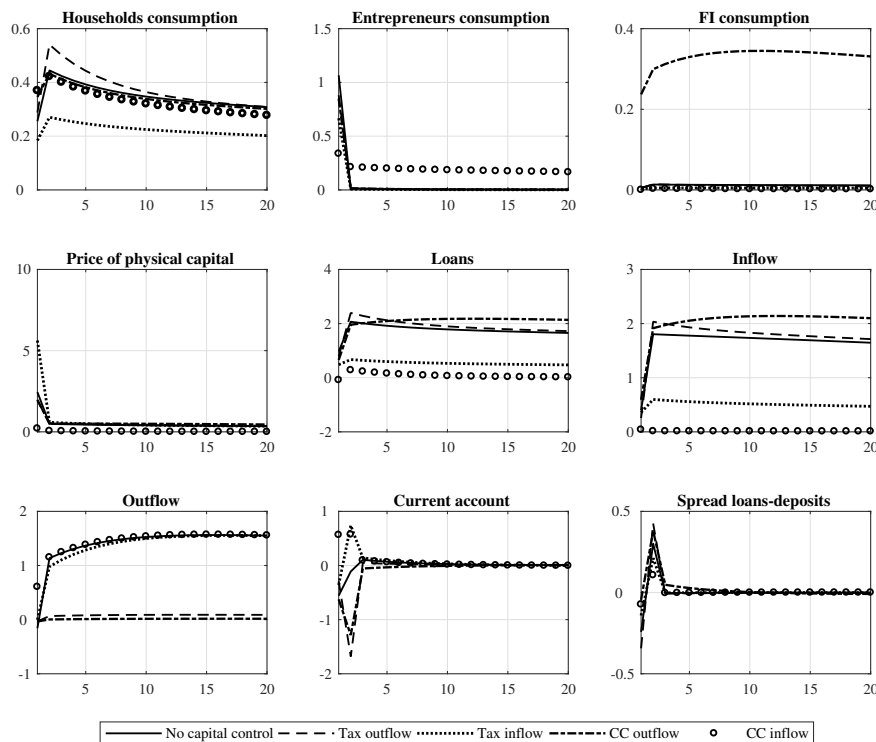 Households consumption
0.6
0.4
0.2
0
5 10 15 20
Entrepreneurs consumption
1.5
1
0.5
0
5 10 15 20
FI consumption
0.4
0.2
0
5 10 15 20
Price of physical capital
10
5
0
5 10 15 20
Loans
4
2
0
-2
5 10 15 20
Inflow
3
2
1
0
5 10 15 20
Outflow
2
1
0
-1
5 10 15 20
Current account
1
0
-1
-2
5 10 15 20
Spread loans-deposits
0.5
0
-0.5
5 10 15 20
No capital control Tax outflow Tax inflow CC outflow CC inflow